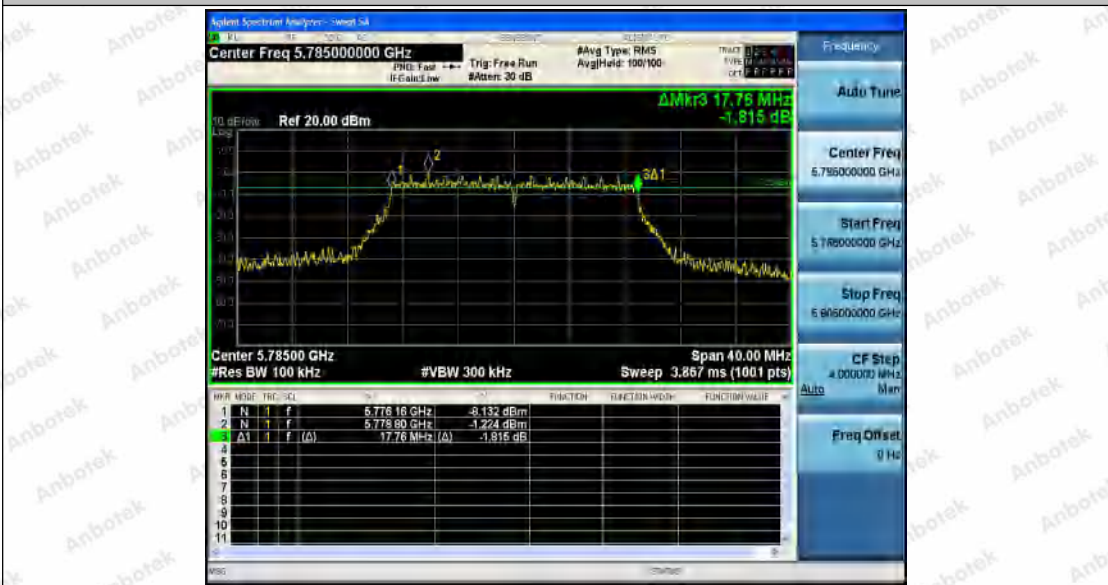 Agilent Spectrum Analyzer - Swept SA
Center Freq 5.785000000 GHz
PNO: Fast
IFGain:Low
Trig: Free Run
#Atten: 30 dB
#Avg Type: RMS
Avg|Hold: 100/100
TRACE
TYPE
DET
ΔMkr3 17.76 MHz
-1.815 dB
Ref 20.00 dBm
Log
1
2
3Δ1
Center 5.78500 GHz
Span 40.00 MHz
#Res BW 100 kHz
#VBW 300 kHz
Sweep 3.867 ms (1001 pts)
MKR MODE TRC SCL
FUNCTION
FUNCTION WIDTH
FUNCTION VALUE
1 N 1 f 5.776 16 GHz -8.132 dBm
2 N 1 f 5.778 80 GHz -1.224 dBm
3 Δ1 1 f (Δ) 17.76 MHz (Δ) -1.815 dB
4
5
6
7
8
9
10
11
MSG
STATUS
Frequency
Auto Tune
Center Freq
5.785000000 GHz
Start Freq
5.765000000 GHz
Stop Freq
5.805000000 GHz
CF Step
4.000000 MHz
Auto Man
Freq Offset
0 Hz
Anbotek